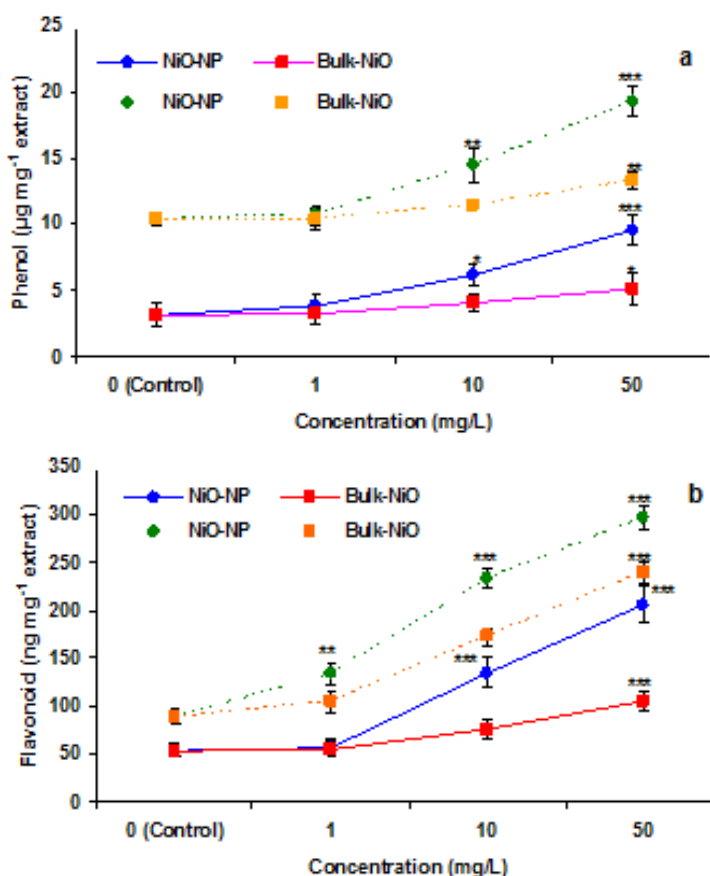 25
20
15
10
5
0
Phenol (µg mg⁻¹ extract)
NiO-NP
Bulk-NiO
NiO-NP
Bulk-NiO
a
***
**
**
***
*
*
0 (Control)
1
10
50
Concentration (mg/L)
350
300
250
200
150
100
50
0
Flavonoid (ng mg⁻¹ extract)
NiO-NP
Bulk-NiO
NiO-NP
Bulk-NiO
b
***
***
***
**
***
***
***
0 (Control)
1
10
50
Concentration (mg/L)